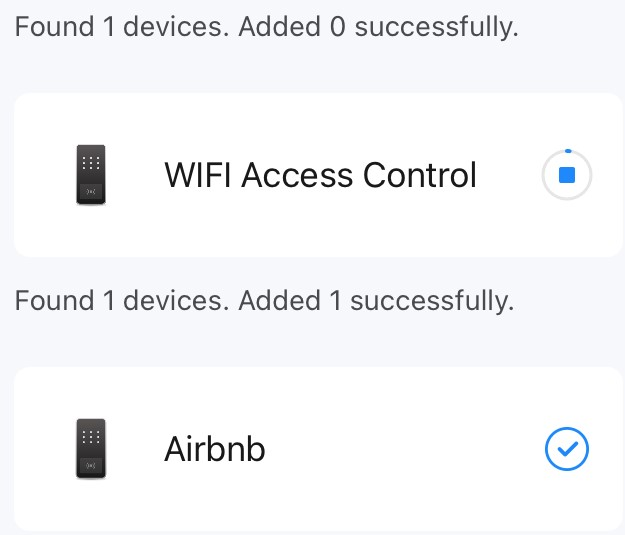 Found 1 devices. Added 0 successfully.
WIFI Access Control
Found 1 devices. Added 1 successfully.
Airbnb